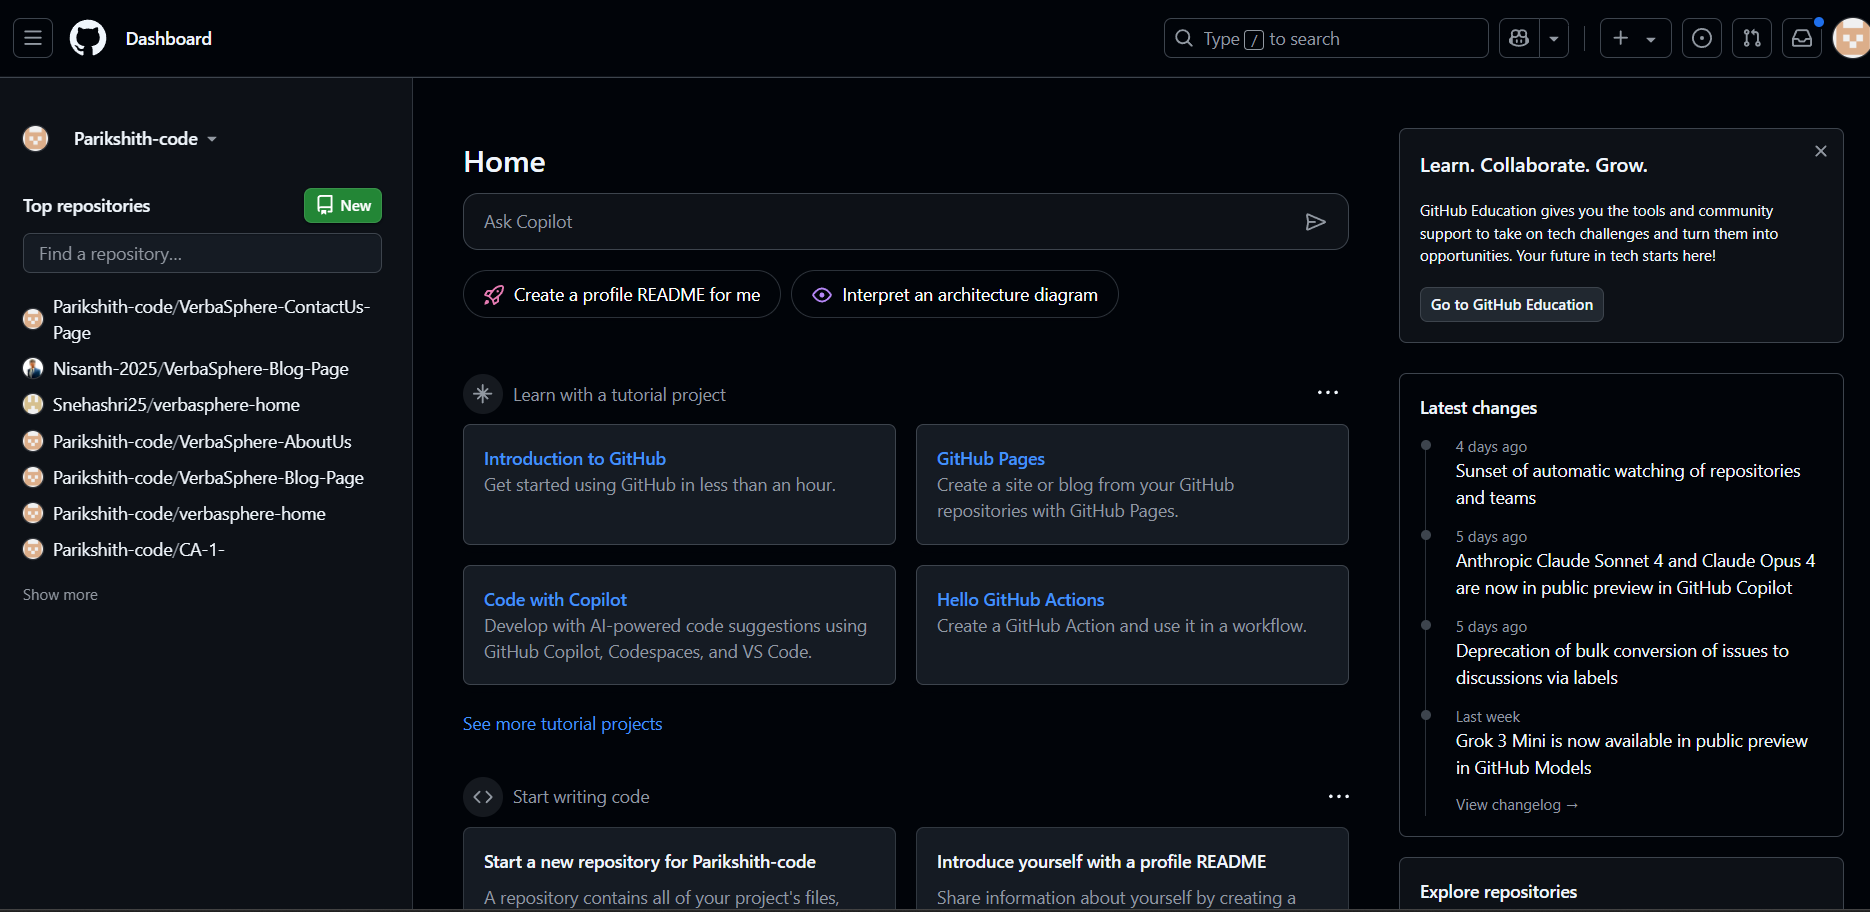 Dashboard
Type / to search
Parikshith-code
Top repositories
New
Find a repository...
Parikshith-code/VerbaSphere-ContactUs-
Page
Nisanth-2025/VerbaSphere-Blog-Page
Snehashri25/verbasphere-home
Parikshith-code/VerbaSphere-AboutUs
Parikshith-code/VerbaSphere-Blog-Page
Parikshith-code/verbasphere-home
Parikshith-code/CA-1-
Show more
Home
Ask Copilot
Create a profile README for me
Interpret an architecture diagram
Learn with a tutorial project
Introduction to GitHub
Get started using GitHub in less than an hour.
GitHub Pages
Create a site or blog from your GitHub
repositories with GitHub Pages.
Code with Copilot
Develop with AI-powered code suggestions using
GitHub Copilot, Codespaces, and VS Code.
Hello GitHub Actions
Create a GitHub Action and use it in a workflow.
See more tutorial projects
Start writing code
Start a new repository for Parikshith-code
A repository contains all of your project's files,
Introduce yourself with a profile README
Share information about yourself by creating a
Learn. Collaborate. Grow.
GitHub Education gives you the tools and community
support to take on tech challenges and turn them into
opportunities. Your future in tech starts here!
Go to GitHub Education
Latest changes
4 days ago
Sunset of automatic watching of repositories
and teams
5 days ago
Anthropic Claude Sonnet 4 and Claude Opus 4
are now in public preview in GitHub Copilot
5 days ago
Deprecation of bulk conversion of issues to
discussions via labels
Last week
Grok 3 Mini is now available in public preview
in GitHub Models
View changelog →
Explore repositories